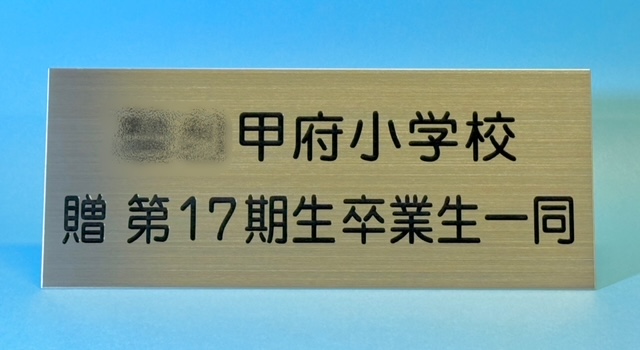 甲府小学校
贈 第17期生卒業生一同